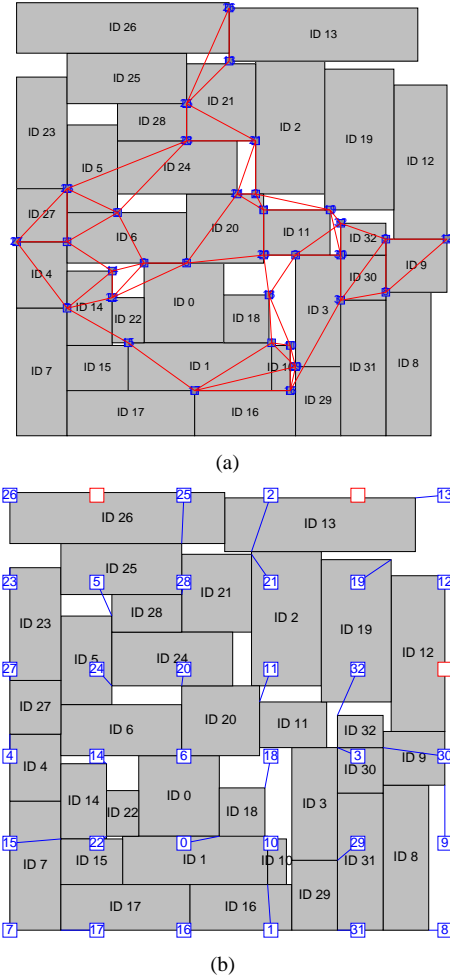 ID 26
ID 13
ID 25
ID 21
ID 2
ID 19
ID 12
ID 23
ID 28
ID 5
ID 24
ID 27
ID 6
ID 20
ID 11
ID 32
ID 9
ID 4
ID 14
ID 0
ID 30
ID 22
ID 18
ID 3
ID 7
ID 15
ID 1
ID 31
ID 8
ID 29
ID 17
ID 16
(a)
26 25 2 13
ID 26
ID 13
23 5 28 21 19 12
ID 25
ID 21
ID 2
ID 19
ID 12
ID 28
ID 23
ID 5
ID 24
27 24 20 11 32
ID 27
ID 6
ID 20
ID 11
ID 32
4 14 6 18 3 30
ID 4
ID 9
ID 30
ID 0
ID 14
ID 22
ID 18
ID 3
15 22 0 10 29 9
ID 7
ID 15
ID 1
ID 10
ID 31
ID 8
ID 17
ID 16
ID 29
7 17 16 1 31 8
(b)